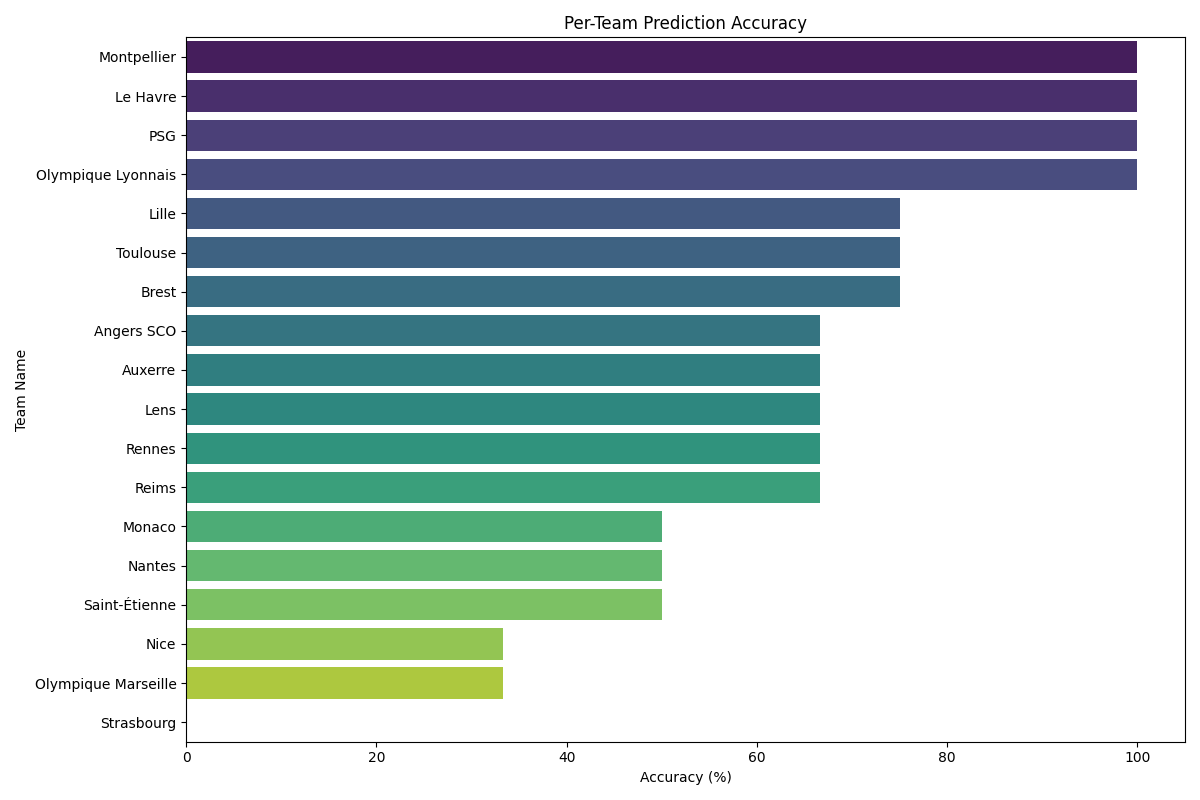 Per-Team Prediction Accuracy
Team Name
Montpellier
Le Havre
PSG
Olympique Lyonnais
Lille
Toulouse
Brest
Angers SCO
Auxerre
Lens
Rennes
Reims
Monaco
Nantes
Saint-Étienne
Nice
Olympique Marseille
Strasbourg
0 20 40 60 80 100
Accuracy (%)